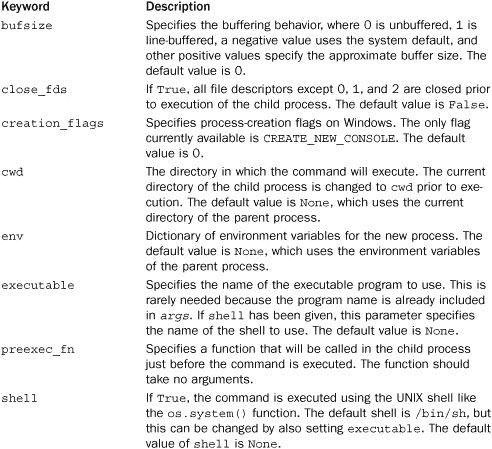 Keyword Description
bufsize Specifies the buffering behavior, where 0 is unbuffered, 1 is
line-buffered, a negative value uses the system default, and
other positive values specify the approximate buffer size. The
default value is 0.
close_fds If True, all file descriptors except 0, 1, and 2 are closed prior
to execution of the child process. The default value is False.
creation_flags Specifies process-creation flags on Windows. The only flag
currently available is CREATE_NEW_CONSOLE. The default
value is 0.
cwd The directory in which the command will execute. The current
directory of the child process is changed to cwd prior to exe-
cution. The default value is None, which uses the current
directory of the parent process.
env Dictionary of environment variables for the new process. The
default value is None, which uses the environment variables
of the parent process.
executable Specifies the name of the executable program to use. This is
rarely needed because the program name is already included
in args. If shell has been given, this parameter specifies
the name of the shell to use. The default value is None.
preexec_fn Specifies a function that will be called in the child process
just before the command is executed. The function should
take no arguments.
shell If True, the command is executed using the UNIX shell like
the os.system() function. The default shell is /bin/sh, but
this can be changed by also setting executable. The default
value of shell is None.